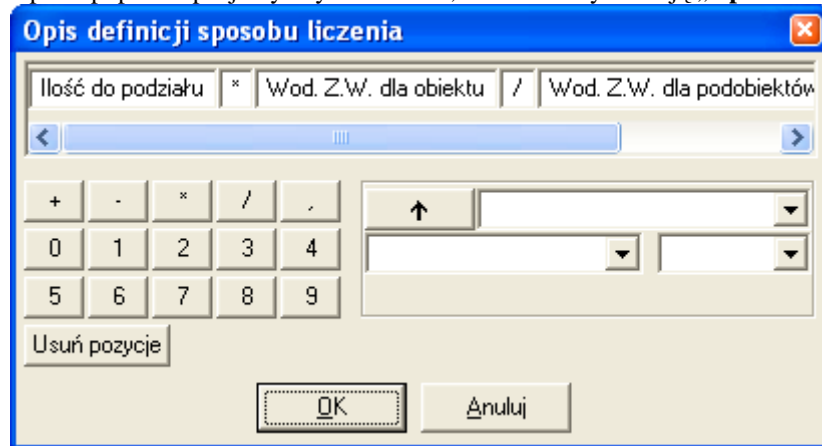 Opis definicji sposobu liczenia
Ilość do podziału * Wod. Z.W. dla obiektu / Wod. Z.W. dla podobiektów
+ - * / ,
0 1 2 3 4
5 6 7 8 9
Usuń pozycje
OK Anuluj